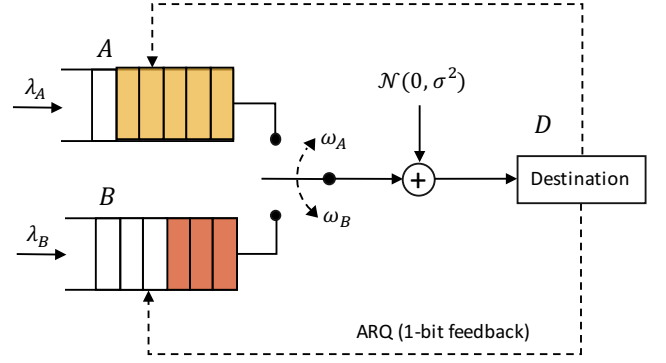 A
λ_A
ω_A
N(0, σ²)
D
Destination
B
λ_B
ω_B
+
ARQ (1-bit feedback)